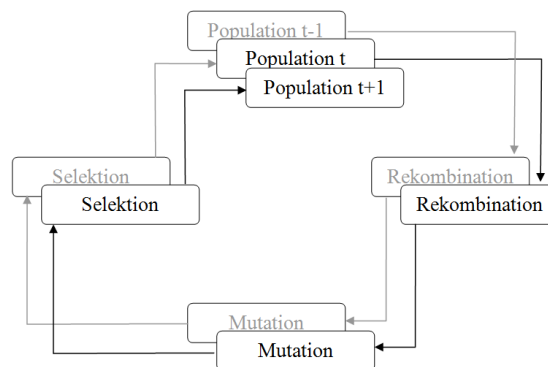 Population t-1
Population t
Population t+1
Selektion
Selektion
Rekombination
Rekombination
Mutation
Mutation